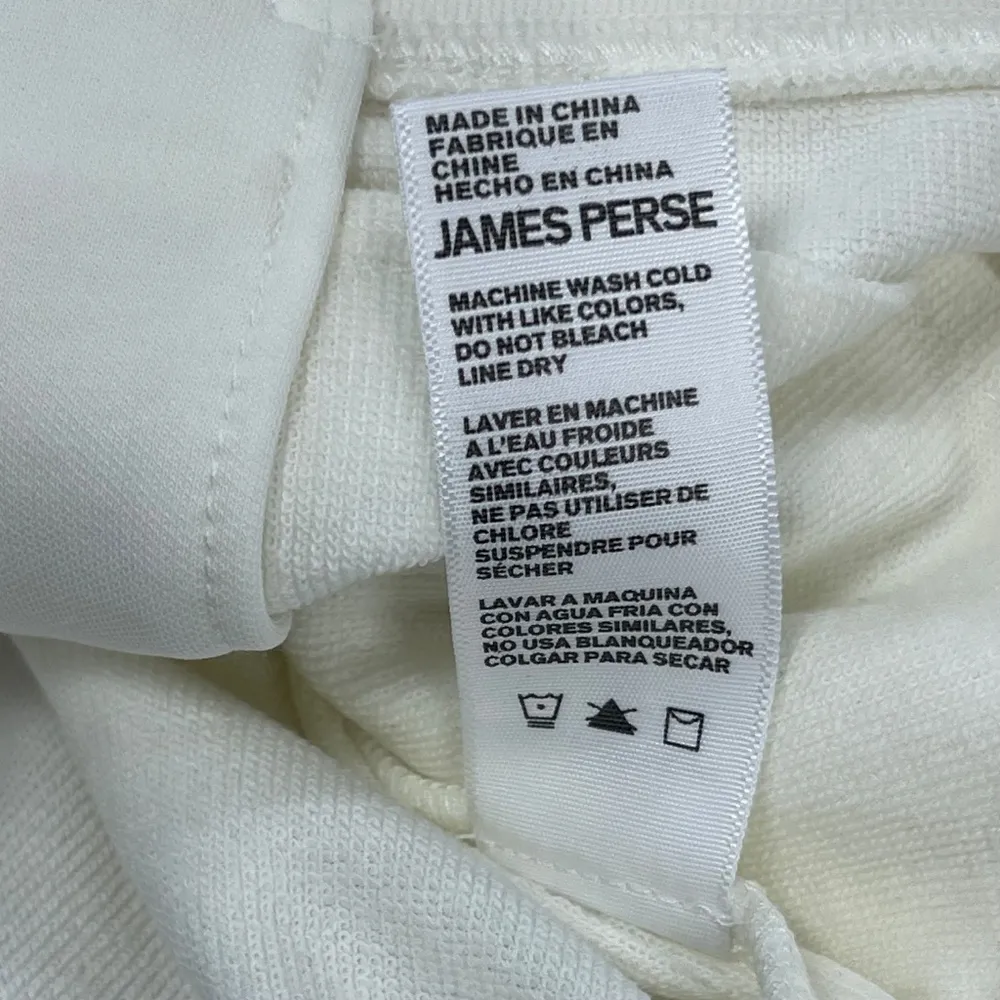 MADE IN CHINA
FABRIQUE EN
CHINE
HECHO EN CHINA
JAMES PERSE
MACHINE WASH COLD
WITH LIKE COLORS,
DO NOT BLEACH
LINE DRY
LAVER EN MACHINE
A L'EAU FROIDE
AVEC COULEURS
SIMILAIRES,
NE PAS UTILISER DE
CHLORE
SUSPENDRE POUR
SÉCHER
LAVAR A MAQUINA
CON AGUA FRIA CON
COLORES SIMILARES,
NO USA BLANQUEADOR
COLGAR PARA SECAR